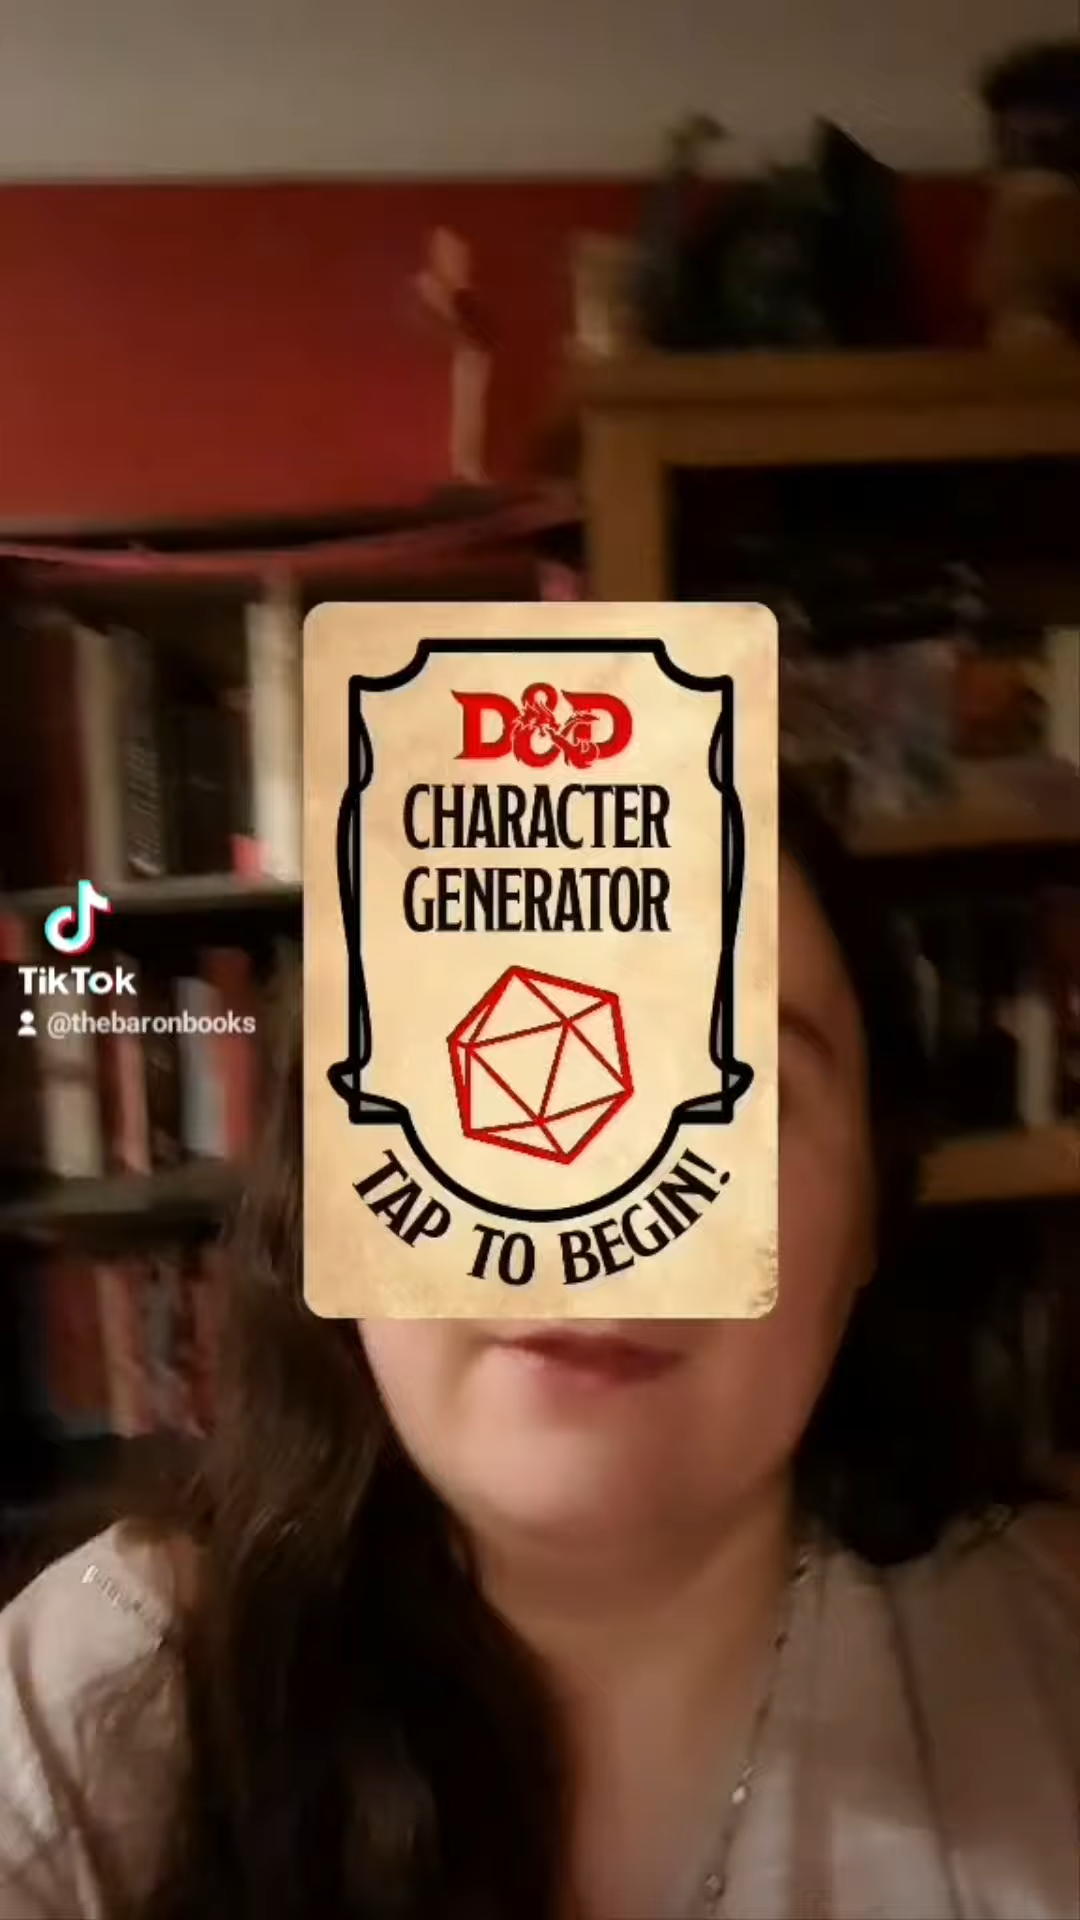 D&D
CHARACTER
GENERATOR
TAP TO BEGIN!
TikTok
@thebaronbooks